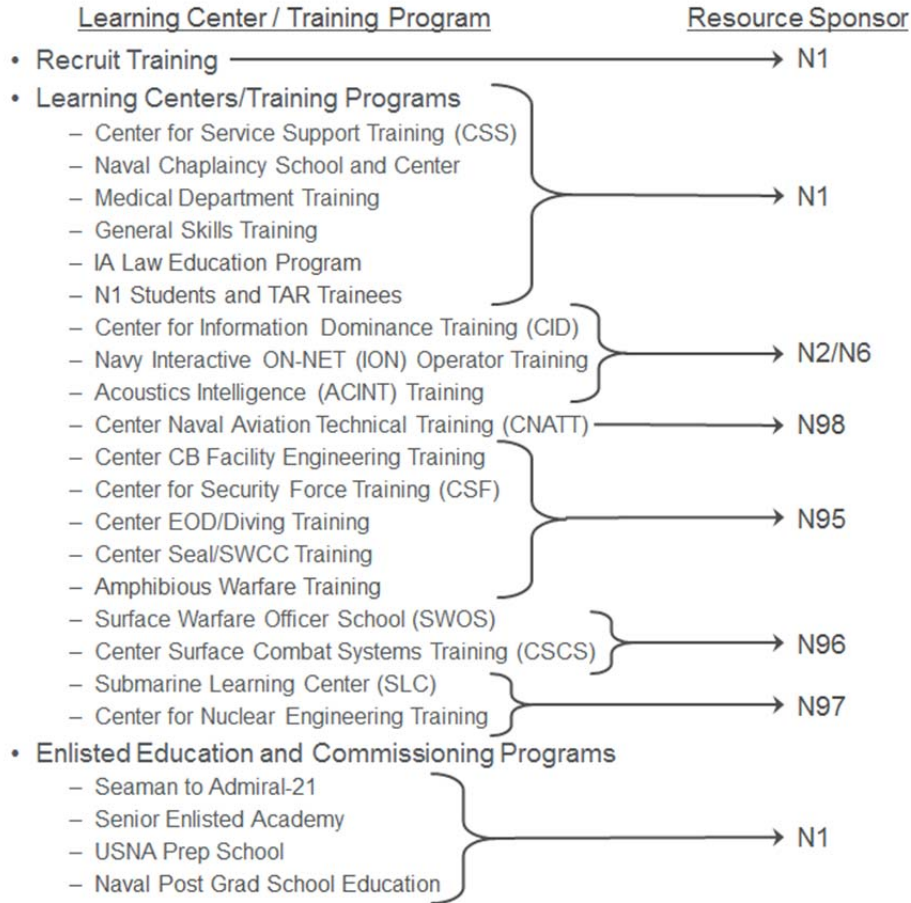 Learning Center / Training Program Resource Sponsor
• Recruit Training N1
• Learning Centers/Training Programs
– Center for Service Support Training (CSS)
– Naval Chaplaincy School and Center
– Medical Department Training N1
– General Skills Training
– IA Law Education Program
– N1 Students and TAR Trainees
– Center for Information Dominance Training (CID)
– Navy Interactive ON-NET (ION) Operator Training N2/N6
– Acoustics Intelligence (ACINT) Training
– Center Naval Aviation Technical Training (CNATT) N98
– Center CB Facility Engineering Training
– Center for Security Force Training (CSF)
– Center EOD/Diving Training N95
– Center Seal/SWCC Training
– Amphibious Warfare Training
– Surface Warfare Officer School (SWOS)
– Center Surface Combat Systems Training (CSCS) N96
– Submarine Learning Center (SLC)
– Center for Nuclear Engineering Training N97
• Enlisted Education and Commissioning Programs
– Seaman to Admiral-21
– Senior Enlisted Academy N1
– USNA Prep School
– Naval Post Grad School Education